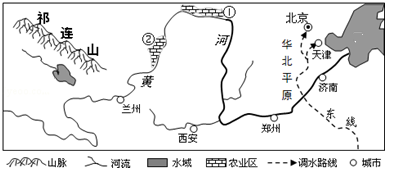 祁连山
①
②
黄河
北京
天津
华北平原
济南
兰州
西安
郑州
东线
山脉 河流 水域 农业区 调水路线 城市